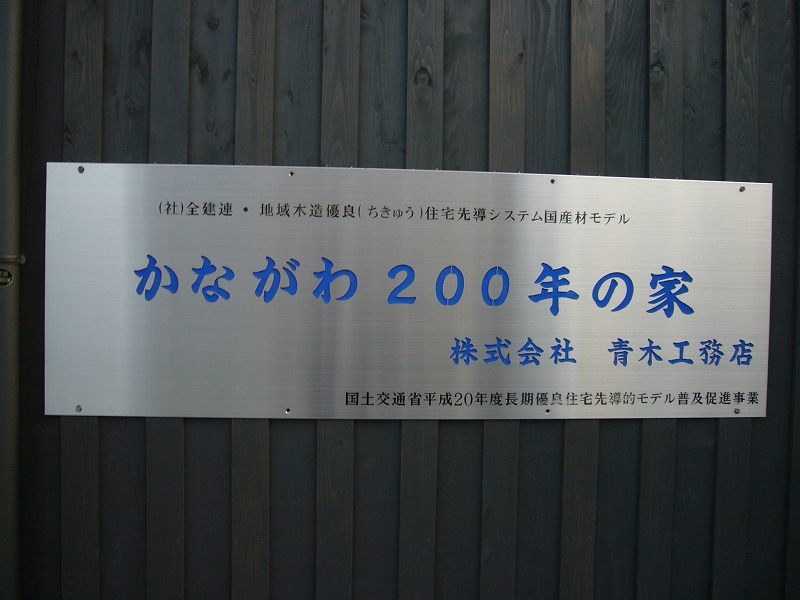 (社)全建連・地域木造優良(ちきゅう)住宅先導システム国産材モデル
かながわ200年の家
株式会社 青木工務店
国土交通省平成20年度長期優良住宅先導的モデル普及促進事業